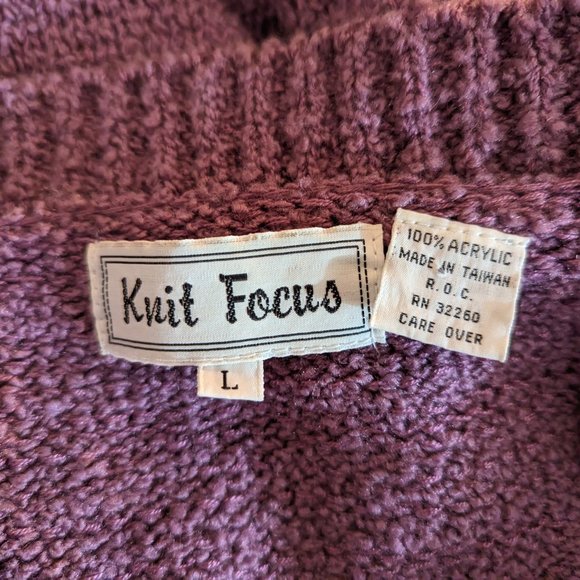 Knit Focus
L
100% ACRYLIC
MADE IN TAIWAN
R.O.C.
RN 32260
CARE OVER